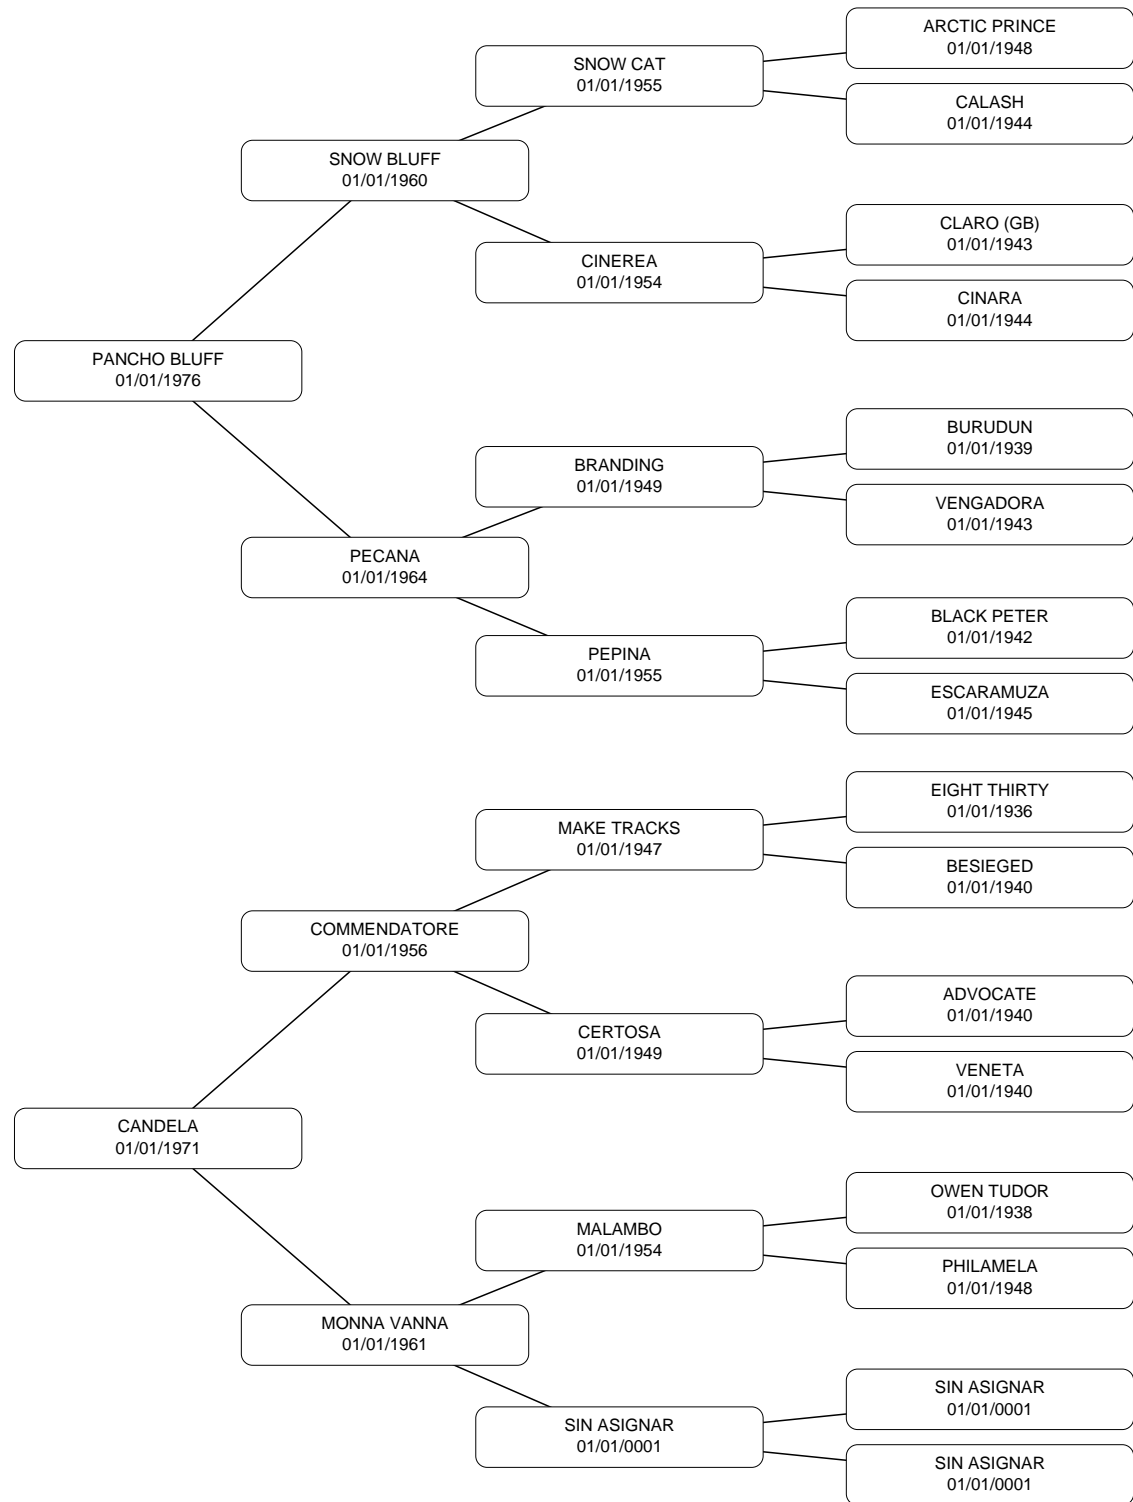 ARCTIC PRINCE
01/01/1948
SNOW CAT
01/01/1955
CALASH
01/01/1944
SNOW BLUFF
01/01/1960
CLARO (GB)
01/01/1943
CINEREA
01/01/1954
CINARA
01/01/1944
PANCHO BLUFF
01/01/1976
BURUDUN
01/01/1939
BRANDING
01/01/1949
VENGADORA
01/01/1943
PECANA
01/01/1964
BLACK PETER
01/01/1942
PEPINA
01/01/1955
ESCARAMUZA
01/01/1945
EIGHT THIRTY
01/01/1936
MAKE TRACKS
01/01/1947
BESIEGED
01/01/1940
COMMENDATORE
01/01/1956
ADVOCATE
01/01/1940
CERTOSA
01/01/1949
VENETA
01/01/1940
CANDELA
01/01/1971
OWEN TUDOR
01/01/1938
MALAMBO
01/01/1954
PHILAMELA
01/01/1948
MONNA VANNA
01/01/1961
SIN ASIGNAR
01/01/0001
SIN ASIGNAR
01/01/0001
SIN ASIGNAR
01/01/0001